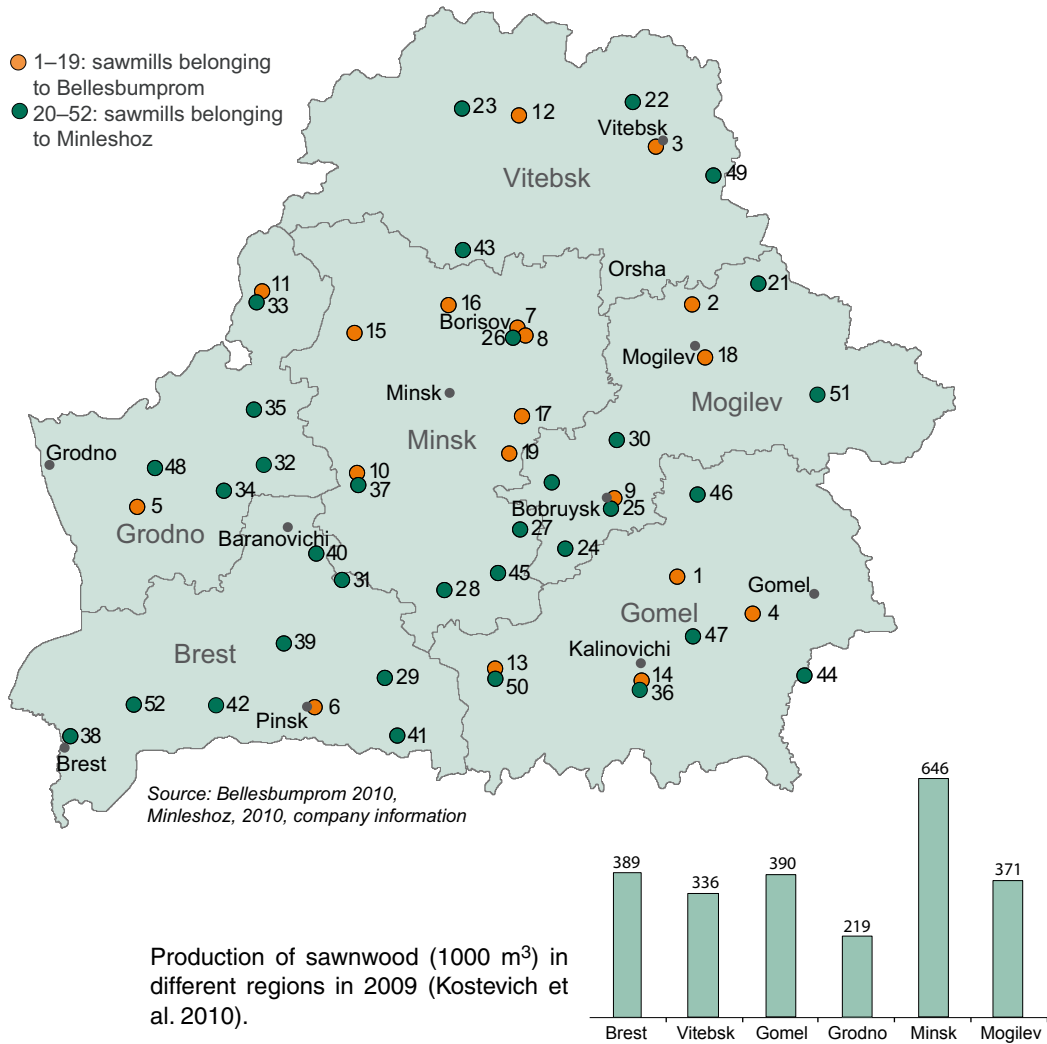 1–19: sawmills belonging
to Bellesbumprom
20–52: sawmills belonging
to Minleshoz
23
12
22
Vitebsk
3
Vitebsk
49
43
Orsha
21
11
33
16
2
Borisov
7
15
26
8
Mogilev
18
Minsk
51
Mogilev
35
17
Minsk
30
Grodno
19
48
32
10
37
34
9
46
5
Bobruysk
25
Grodno
Baranovichi
27
40
24
31
45
1
28
Gomel
Gomel
4
47
39
Brest
Kalinovichi
13
29
14
44
50
36
52
42
6
Pinsk
38
41
Brest
Source: Bellesbumprom 2010,
Minleshoz, 2010, company information
Production of sawnwood (1000 m³) in
different regions in 2009 (Kostevich et
al. 2010).
389
336
390
219
646
371
Brest
Vitebsk
Gomel
Grodno
Minsk
Mogilev